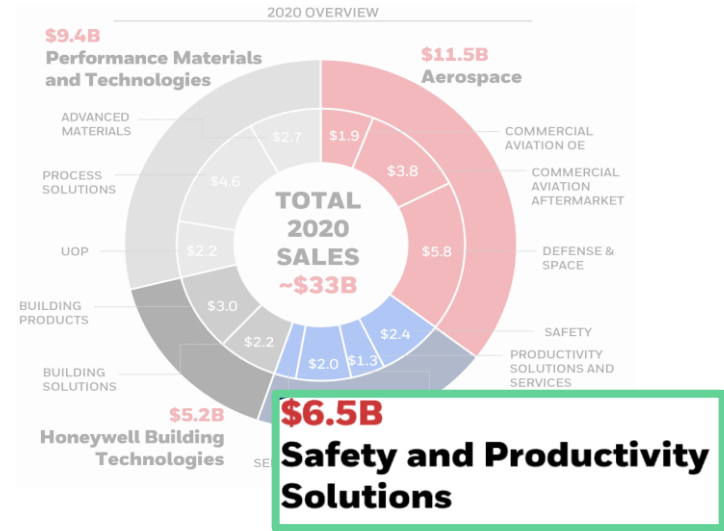 2020 OVERVIEW
$9.4B
Performance Materials
and Technologies
$11.5B
Aerospace
ADVANCED
MATERIALS
PROCESS
SOLUTIONS
UOP
BUILDING
PRODUCTS
BUILDING
SOLUTIONS
$2.7
$4.6
$2.2
$3.0
$2.2
$1.9
$3.8
$5.8
$2.4
$1.3
$2.0
TOTAL
2020
SALES
~$33B
COMMERCIAL
AVIATION OE
COMMERCIAL
AVIATION
AFTERMARKET
DEFENSE &
SPACE
SAFETY
PRODUCTIVITY
SOLUTIONS AND
SERVICES
$5.2B
Honeywell Building
Technologies
$6.5B
Safety and Productivity
Solutions